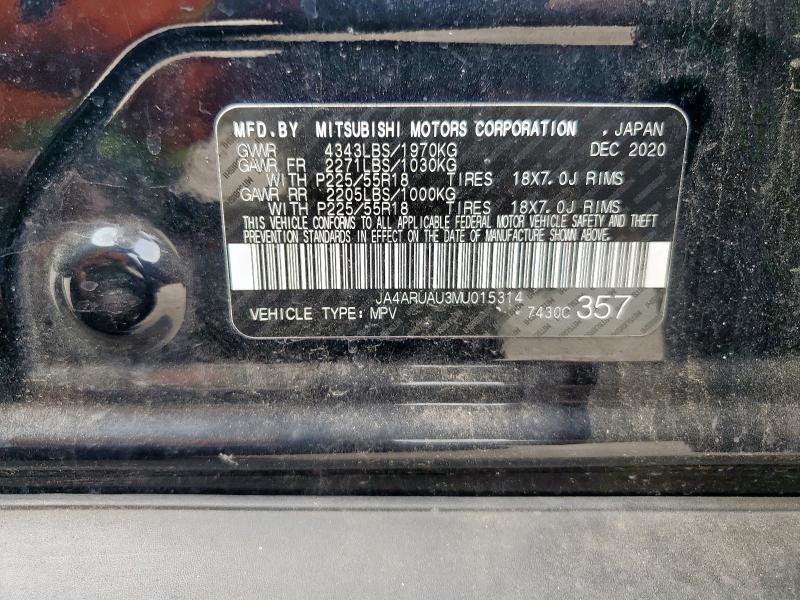 MFD.BY MITSUBISHI MOTORS CORPORATION . JAPAN
GVWR 4343LBS/1970KG DEC 2020
GAWR FR 2271LBS/1030KG
WITH P225/55R18 TIRES 18X7.0J RIMS
GAWR RR 2205LBS/1000KG
WITH P225/55R18 TIRES 18X7.0J RIMS
THIS VEHICLE CONFORMS TO ALL APPLICABLE FEDERAL MOTOR VEHICLE SAFETY AND THEFT
PREVENTION STANDARDS IN EFFECT ON THE DATE OF MANUFACTURE SHOWN ABOVE.
JA4ARUAU3MU015314
VEHICLE TYPE: MPV 7430C 357